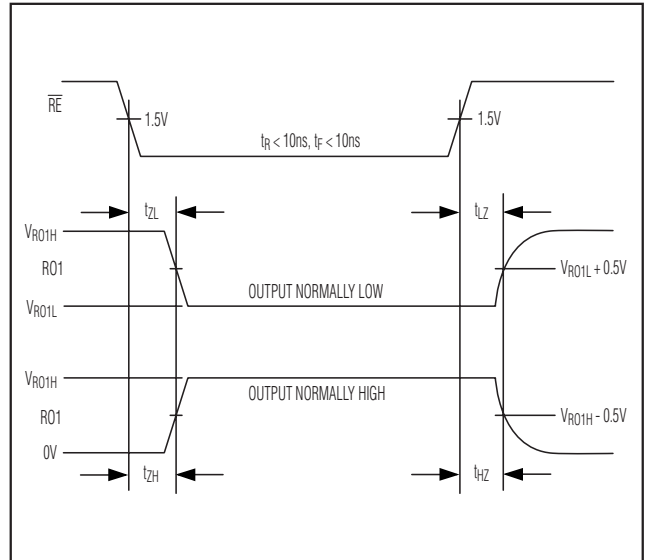 RE
1.5V
1.5V
tR < 10ns, tF < 10ns
tZL
tLZ
VRO1H
RO1
VRO1L + 0.5V
OUTPUT NORMALLY LOW
VRO1L
VRO1H
OUTPUT NORMALLY HIGH
RO1
VRO1H - 0.5V
0V
tZH
tHZ